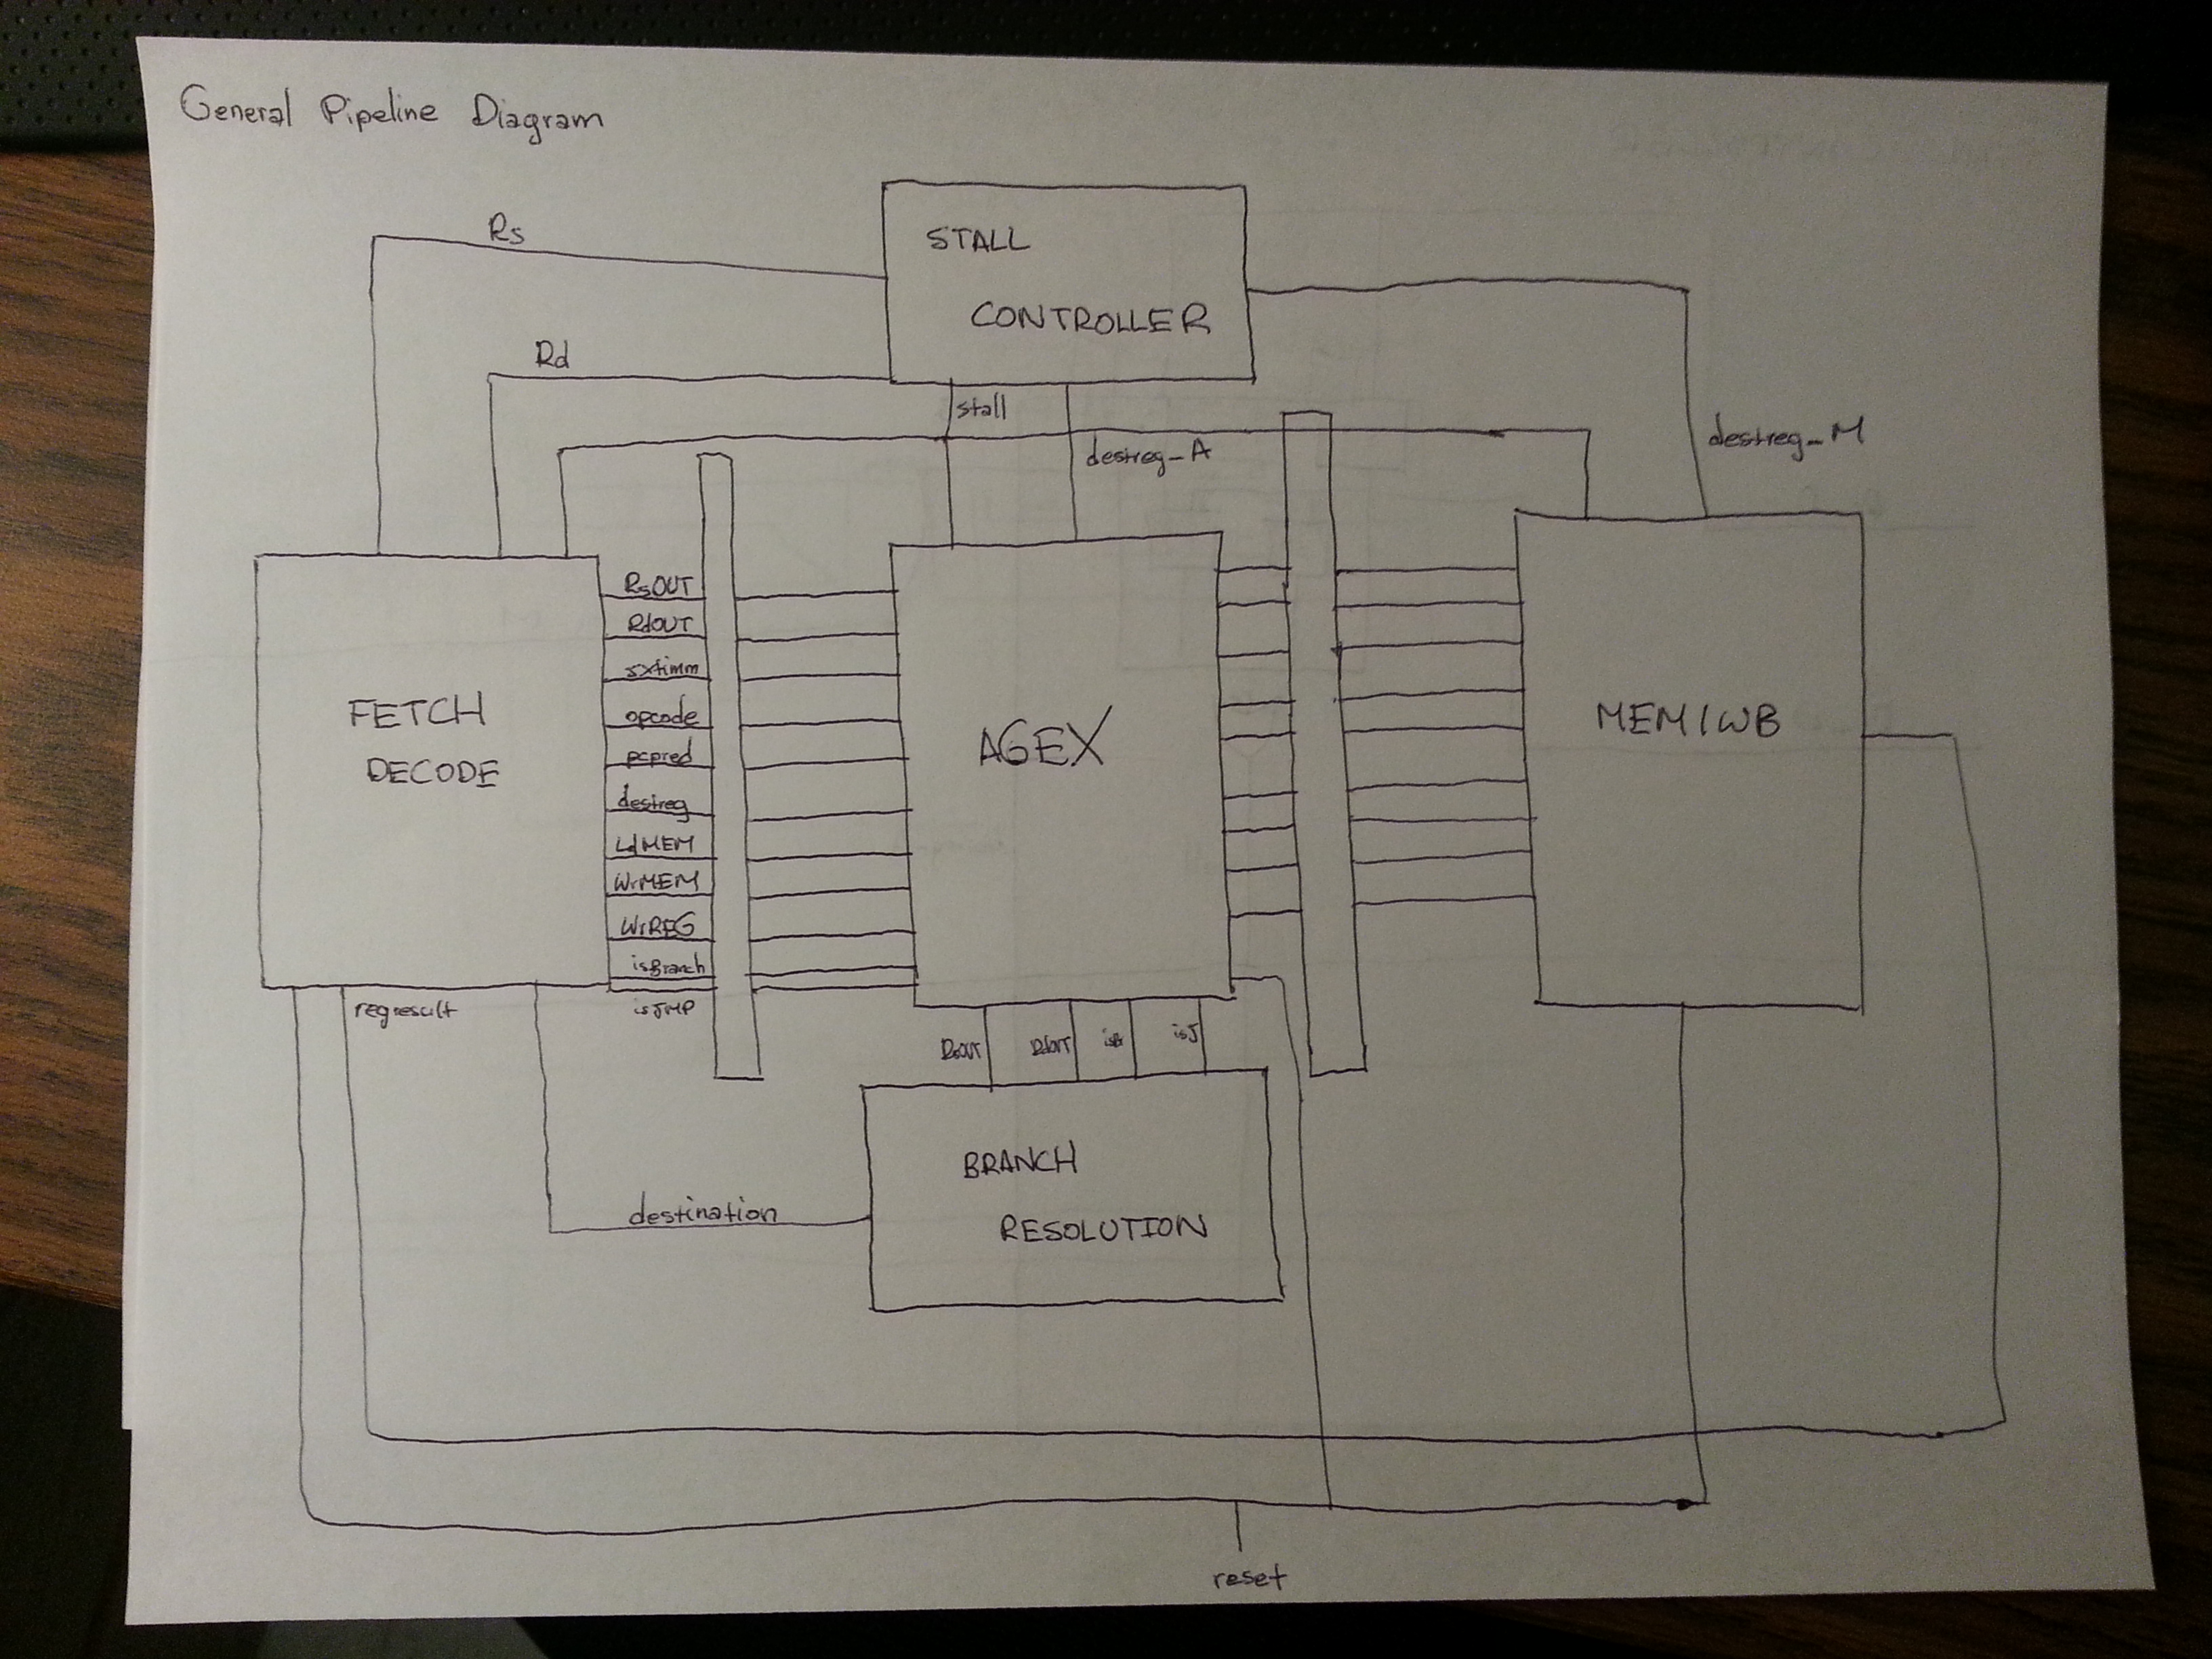 General Pipeline Diagram
STALL
CONTROLLER
Rs
Rd
stall
destreg_A
destreg_M
FETCH
DECODE
RsOUT
RdOUT
sxtimm
opcode
pcpred
destreg
LdMEM
WrMEM
WrREG
isBranch
isJMP
AGEX
MEM/WB
regresult
RsOUT
RdOUT
isB
isJ
BRANCH
RESOLUTION
destination
reset